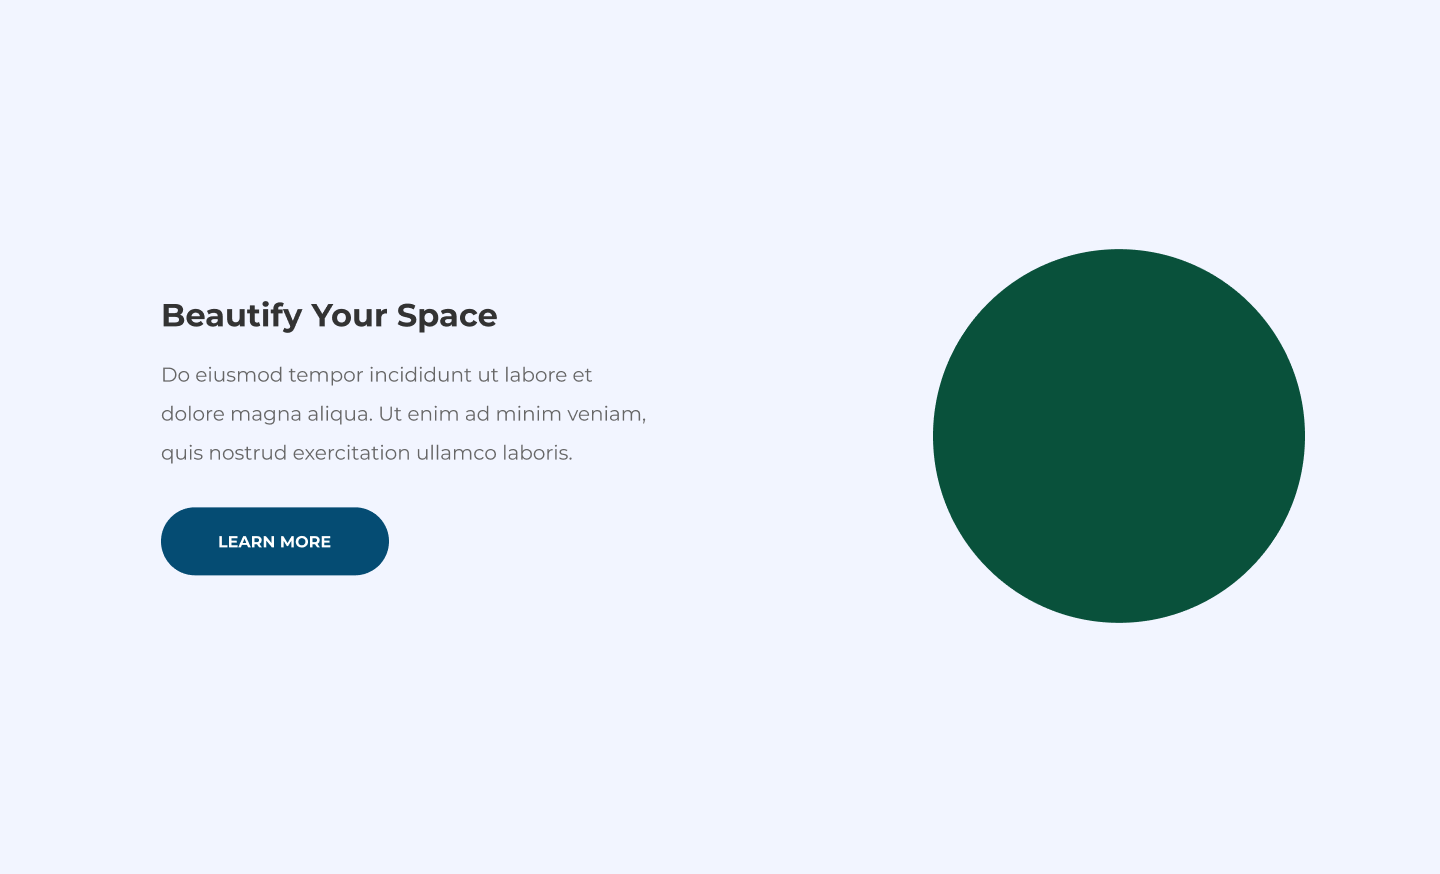 Beautify Your Space
Do eiusmod tempor incididunt ut labore et
dolore magna aliqua. Ut enim ad minim veniam,
quis nostrud exercitation ullamco laboris.
LEARN MORE